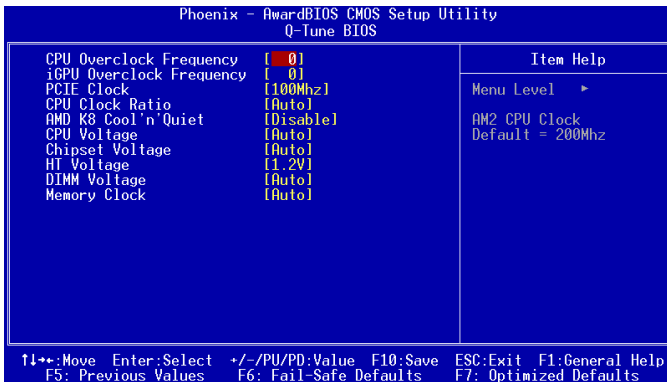 Phoenix - AwardBIOS CMOS Setup Utility
Q-Tune BIOS
CPU Overclock Frequency [ 0]
iGPU Overclock Frequency [ 0]
PCIE Clock [100Mhz]
CPU Clock Ratio [Auto]
AMD K8 Cool'n'Quiet [Disable]
CPU Voltage [Auto]
Chipset Voltage [Auto]
HT Voltage [1.2V]
DIMM Voltage [Auto]
Memory Clock [Auto]
Item Help
Menu Level ►
AM2 CPU Clock
Default = 200Mhz
↑↓→←:Move Enter:Select +/-/PU/PD:Value F10:Save ESC:Exit F1:General Help
F5: Previous Values F6: Fail-Safe Defaults F7: Optimized Defaults